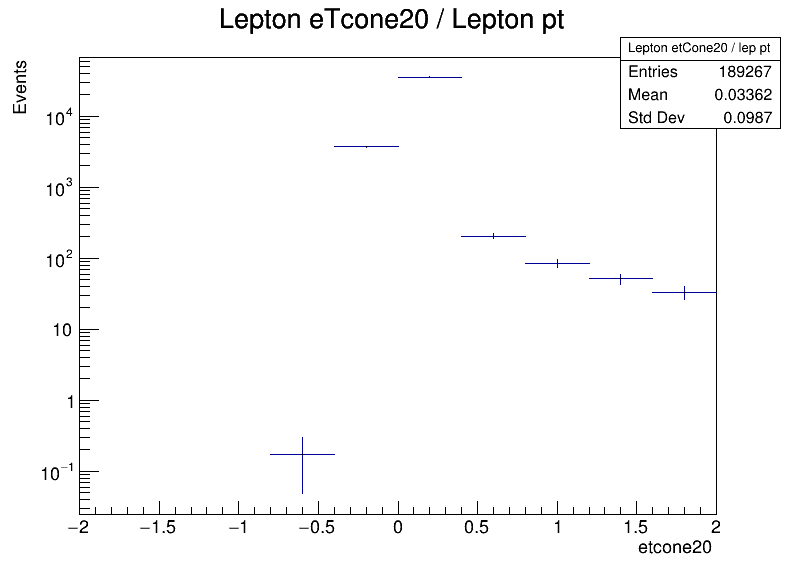 Lepton eTcone20 / Lepton pt
Lepton etCone20 / lep pt
Entries 189267
Mean 0.03362
Std Dev 0.0987
Events
10^4
10^3
10^2
10
1
10^−1
−2 −1.5 −1 −0.5 0 0.5 1 1.5 2
etcone20